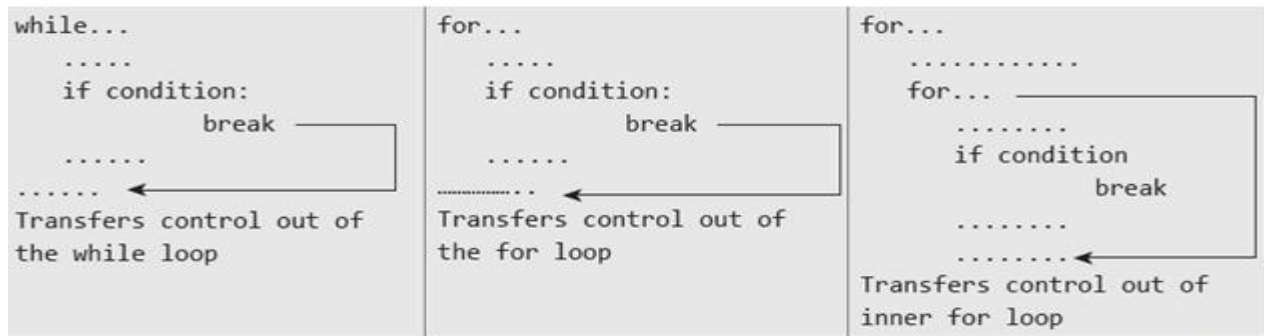 while...
.....
if condition:
break
......
......
Transfers control out of
the while loop
for...
.....
if condition:
break
......
..................
Transfers control out of
the for loop
for...
............
for...
........
if condition
break
........
........
Transfers control out of
inner for loop